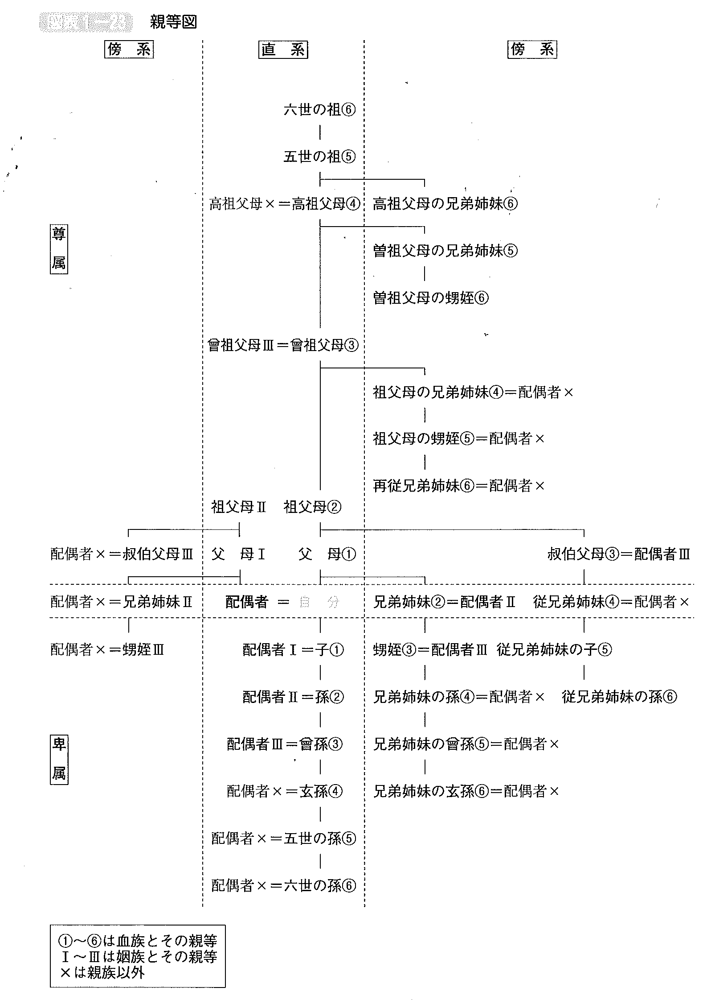 図表1－28　親等図
傍　系　直　系　傍　系
六世の祖⑥
五世の祖⑤
高祖父母×＝高祖父母④　高祖父母の兄弟姉妹⑥
尊属
曽祖父母の兄弟姉妹⑤
曽祖父母の甥姪⑥
曾祖父母Ⅲ＝曾祖父母③
祖父母の兄弟姉妹④＝配偶者×
祖父母の甥姪⑤＝配偶者×
再従兄弟姉妹⑥＝配偶者×
祖父母Ⅱ　祖父母②
配偶者×＝叔伯父母Ⅲ　父　母Ⅰ　父　母①　叔伯父母③＝配偶者Ⅲ
配偶者×＝兄弟姉妹Ⅱ　配偶者　＝　自　分　兄弟姉妹②＝配偶者Ⅱ　従兄弟姉妹④＝配偶者×
配偶者×＝甥姪Ⅲ　配偶者Ⅰ＝子①　甥姪③＝配偶者Ⅲ　従兄弟姉妹の子⑤
配偶者Ⅱ＝孫②　兄弟姉妹の孫④＝配偶者×　従兄弟姉妹の孫⑥
卑属
配偶者Ⅲ＝曾孫③　兄弟姉妹の曾孫⑤＝配偶者×
配偶者×＝玄孫④　兄弟姉妹の玄孫⑥＝配偶者×
配偶者×＝五世の孫⑤
配偶者×＝六世の孫⑥
①～⑥は血族とその親等
Ⅰ～Ⅲは姻族とその親等
×は親族以外